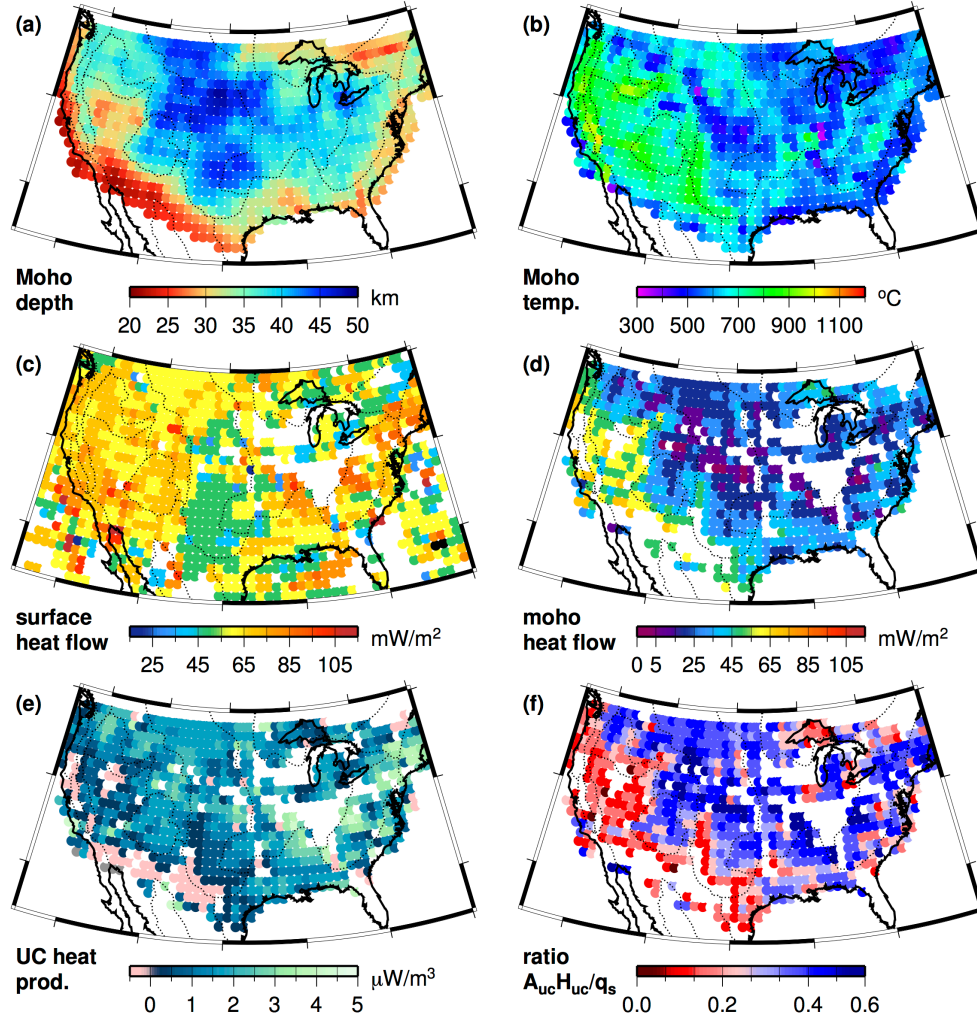 (a)
(b)
Moho
depth
km
20 25 30 35 40 45 50
Moho
temp.
oC
300 500 700 900 1100
(c)
(d)
surface
heat flow
mW/m2
25 45 65 85 105
moho
heat flow
mW/m2
0 5 25 45 65 85 105
(e)
(f)
UC heat
prod.
μW/m3
0 1 2 3 4 5
ratio
AucHuc/qs
0.0 0.2 0.4 0.6